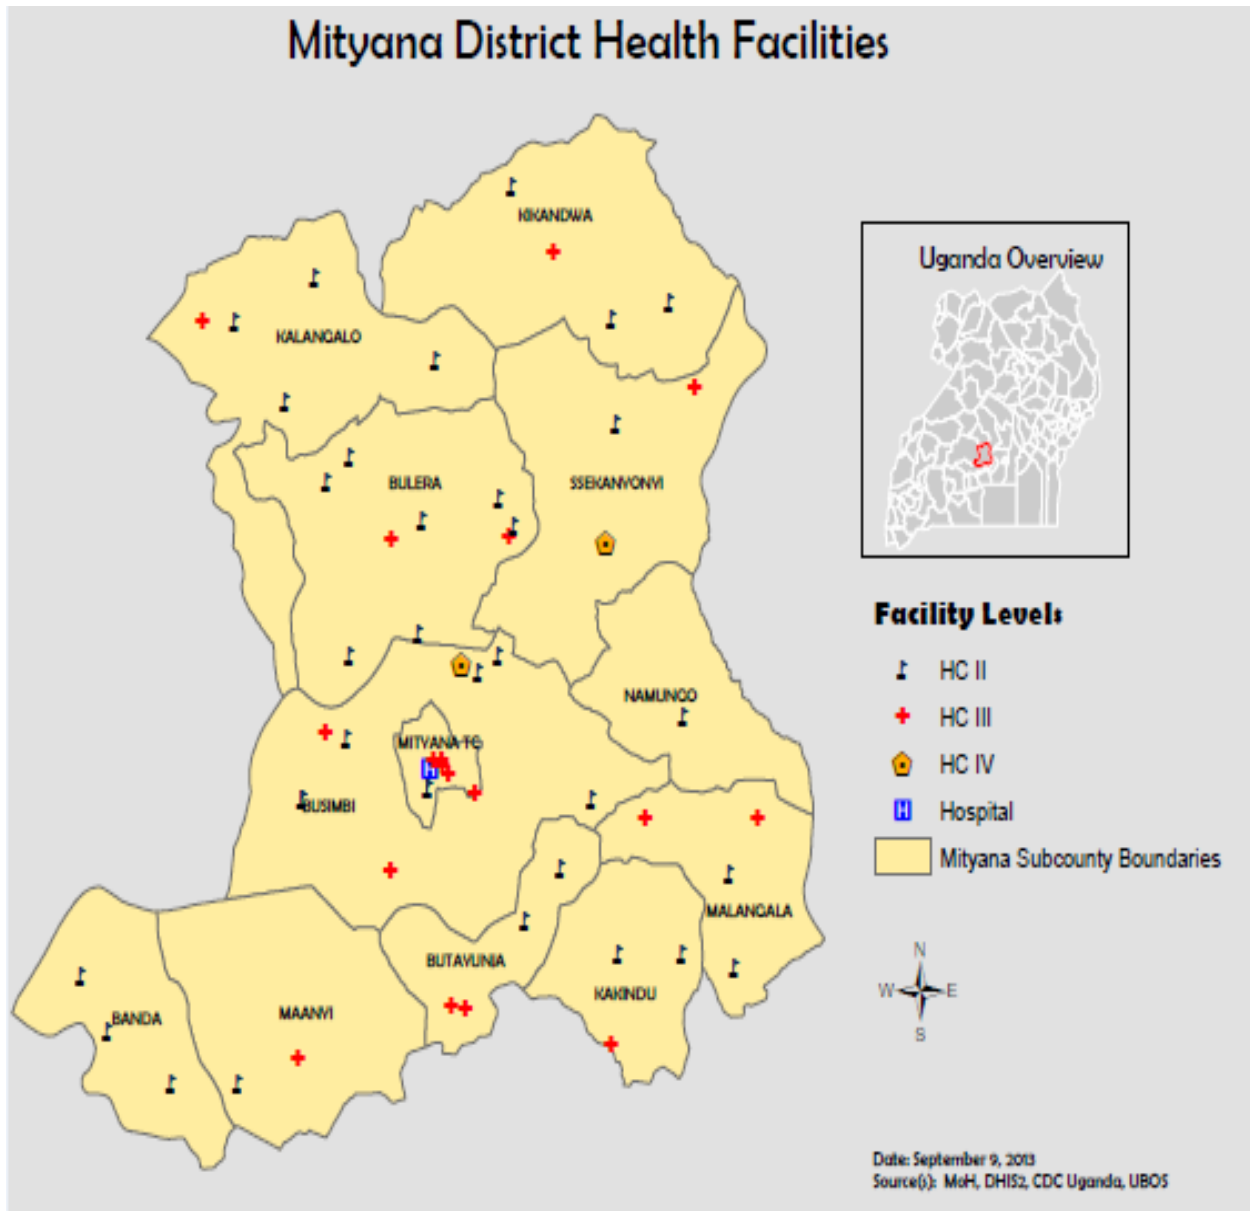 Mityana District Health Facilities
KIKANDWA
KALANGALO
BULERA
SSEKANYONYI
NAMUNGO
MITYANA TC
BUSIMBI
MALANGALA
BUTAYUNJA
KAKINDU
MAANYI
BANDA
Uganda Overview
Facility Levels
HC II
HC III
HC IV
H Hospital
Mityana Subcounty Boundaries
N
W E
S
Date: September 9, 2013
Source(s): MoH, DHIS2, CDC Uganda, UBOS